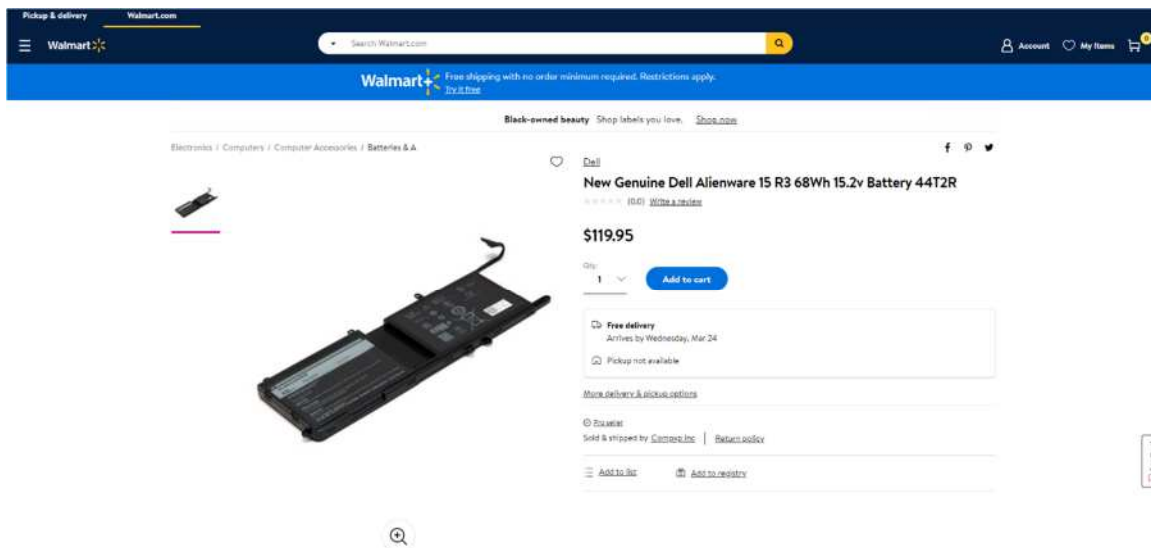 Pickup & delivery Walmart.com
Walmart
Search Walmart.com
Account My Items 0
Walmart+ Free shipping with no order minimum required. Restrictions apply.
Try it free
Black-owned beauty Shop labels you love. Shop now
Electronics / Computers / Computer Accessories / Batteries & A
Dell
New Genuine Dell Alienware 15 R3 68Wh 15.2v Battery 44T2R
(0.0) Write a review
$119.95
Qty:
1 Add to cart
Free delivery
Arrives by Wednesday, Mar 24
Pickup not available
More delivery & pickup options
Pro seller
Sold & shipped by Return policy
Add to list Add to registry